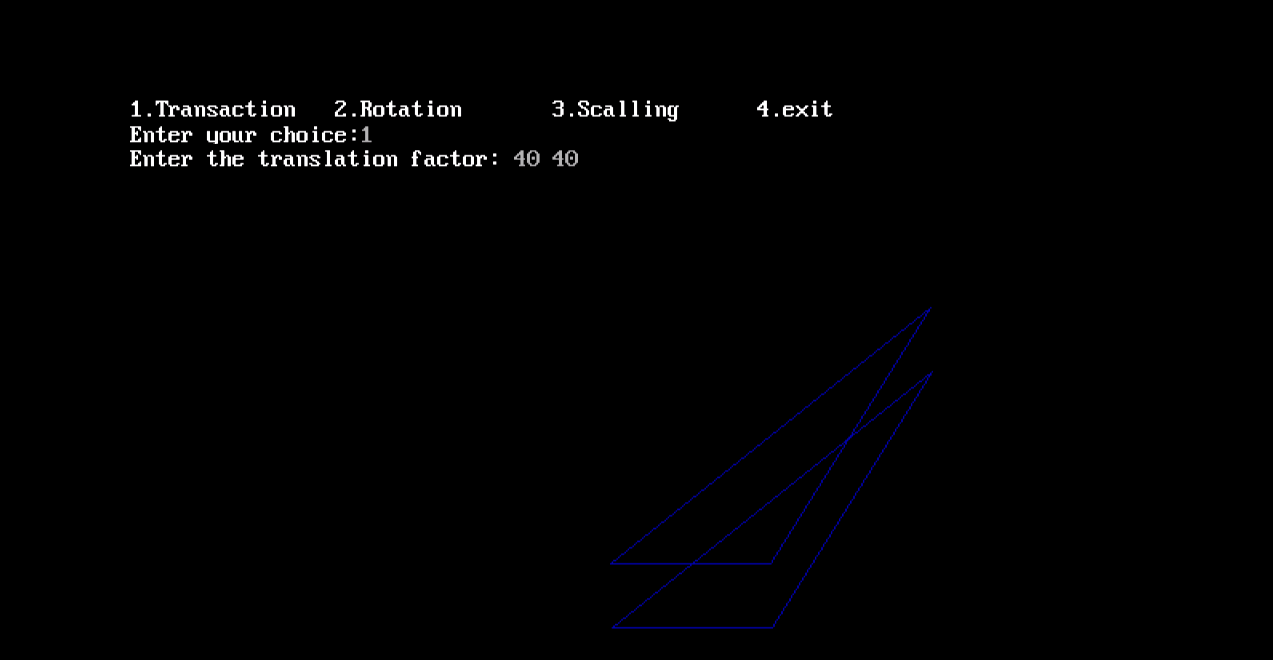 1.Transaction 2.Rotation 3.Scalling 4.exit
Enter your choice:1
Enter the translation factor: 40 40